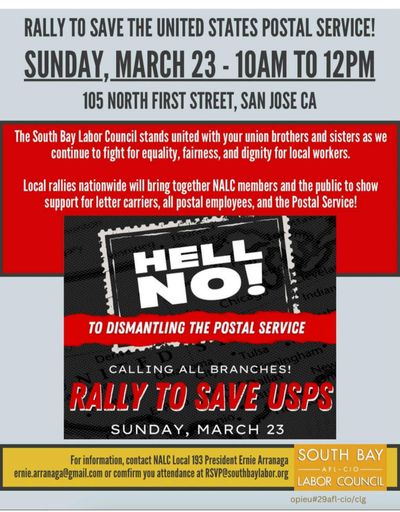 RALLY TO SAVE THE UNITED STATES POSTAL SERVICE!
SUNDAY, MARCH 23 - 10AM TO 12PM
105 NORTH FIRST STREET, SAN JOSE CA
The South Bay Labor Council stands united with your union brothers and sisters as we
continue to fight for equality, fairness, and dignity for local workers.
Local rallies nationwide will bring together NALC members and the public to show
support for letter carriers, all postal employees, and the Postal Service!
HELL
NO!
TO DISMANTLING THE POSTAL SERVICE
Tulsa
CALLING ALL BRANCHES!
RALLY TO SAVE USPS
SUNDAY, MARCH 23
For information, contact NALC Local 193 President Ernie Arranaga
ernie.arranaga@gmail.com or comfirm you attendance at RSVP@southbaylabor.org
SOUTH BAY
AFL-CIO
LABOR COUNCIL
opieu#29afl-cio/clg